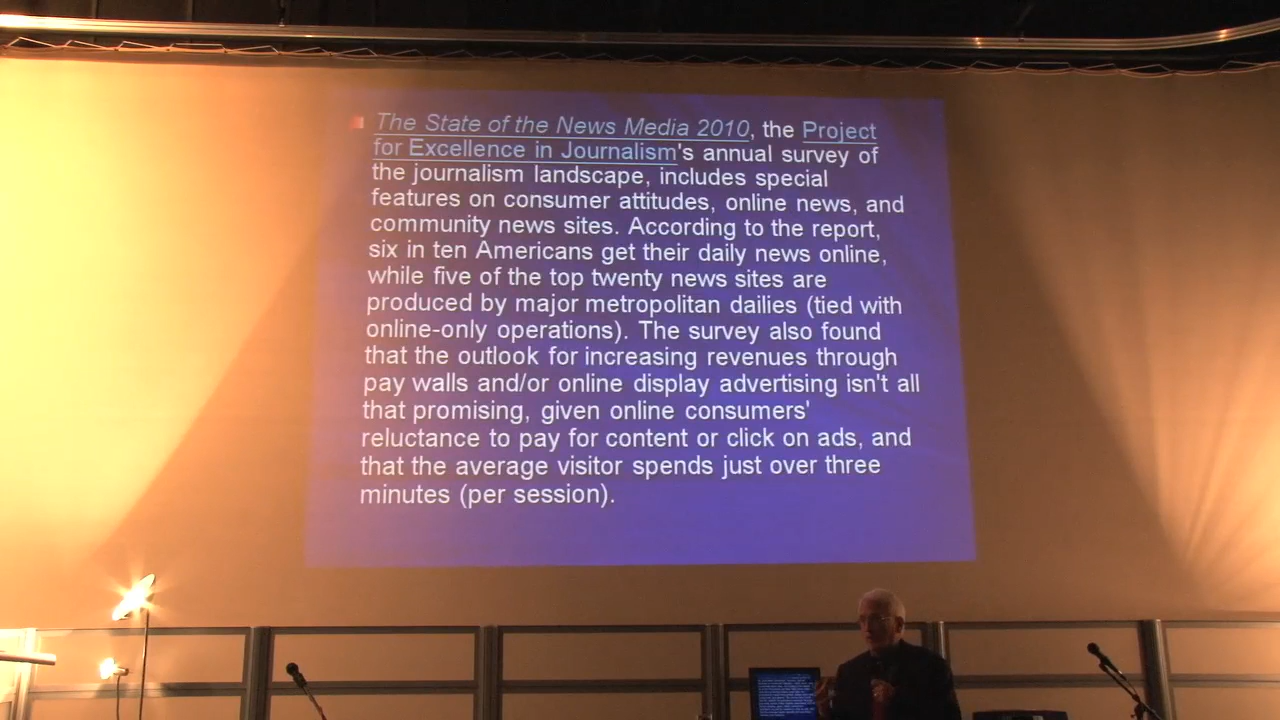 The State of the News Media 2010, the Project
for Excellence in Journalism's annual survey of
the journalism landscape, includes special
features on consumer attitudes, online news, and
community news sites. According to the report,
six in ten Americans get their daily news online,
while five of the top twenty news sites are
produced by major metropolitan dailies (tied with
online-only operations). The survey also found
that the outlook for increasing revenues through
pay walls and/or online display advertising isn't all
that promising, given online consumers'
reluctance to pay for content or click on ads, and
that the average visitor spends just over three
minutes (per session).